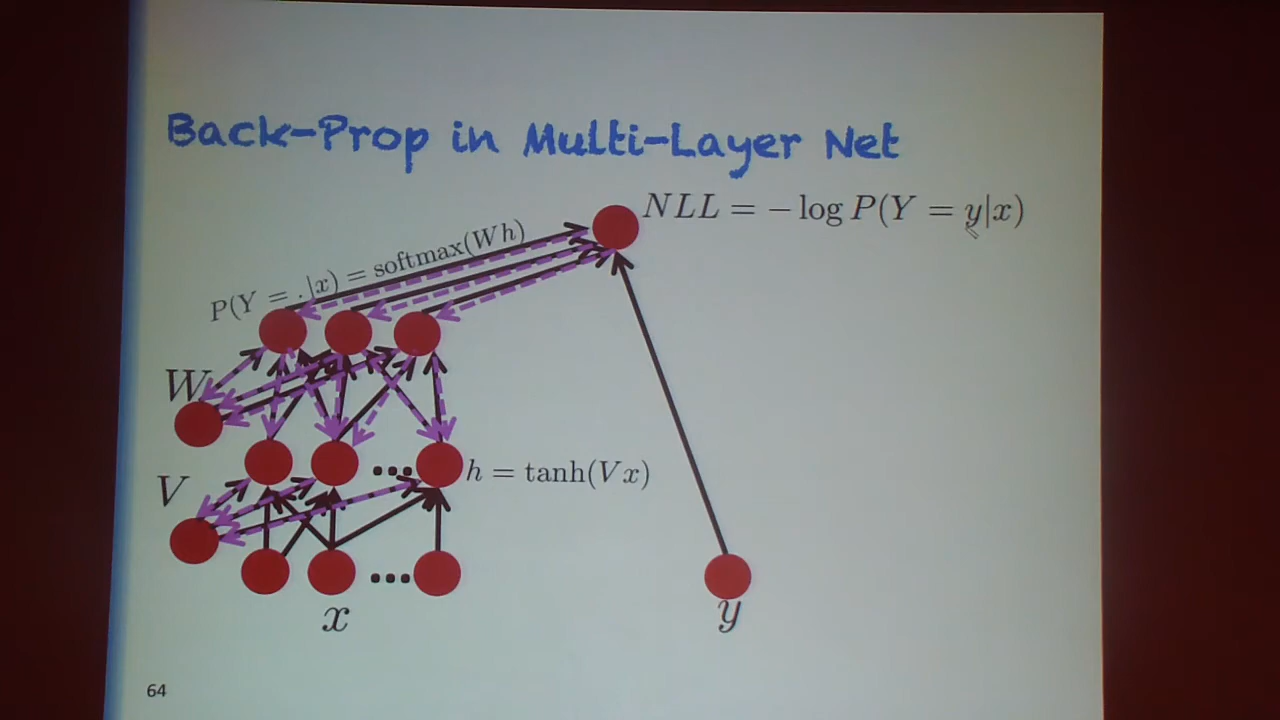 Back-Prop in Multi-Layer Net
NLL = − log P(Y = y|x)
P(Y = .|x) = softmax(Wh)
W
h = tanh(Vx)
V
...
...
x
y
64